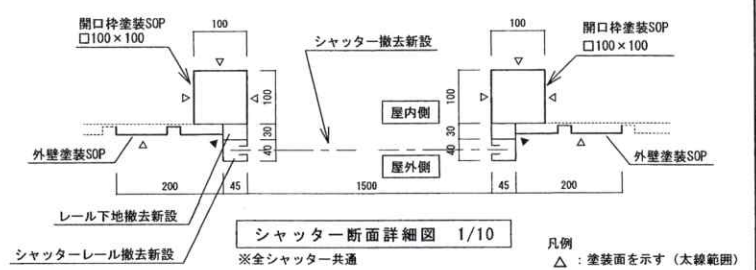 開口枠塗装SOP
□100×100
100
シャッター撤去新設
100
開口枠塗装SOP
□100×100
100
30
40
屋内側
屋外側
100
30
40
外壁塗装SOP
外壁塗装SOP
200
45
1500
45
200
レール下地撤去新設
シャッターレール撤去新設
シャッター断面詳細図 1/10
※全シャッター共通
凡例
△ : 塗装面を示す (太線範囲)